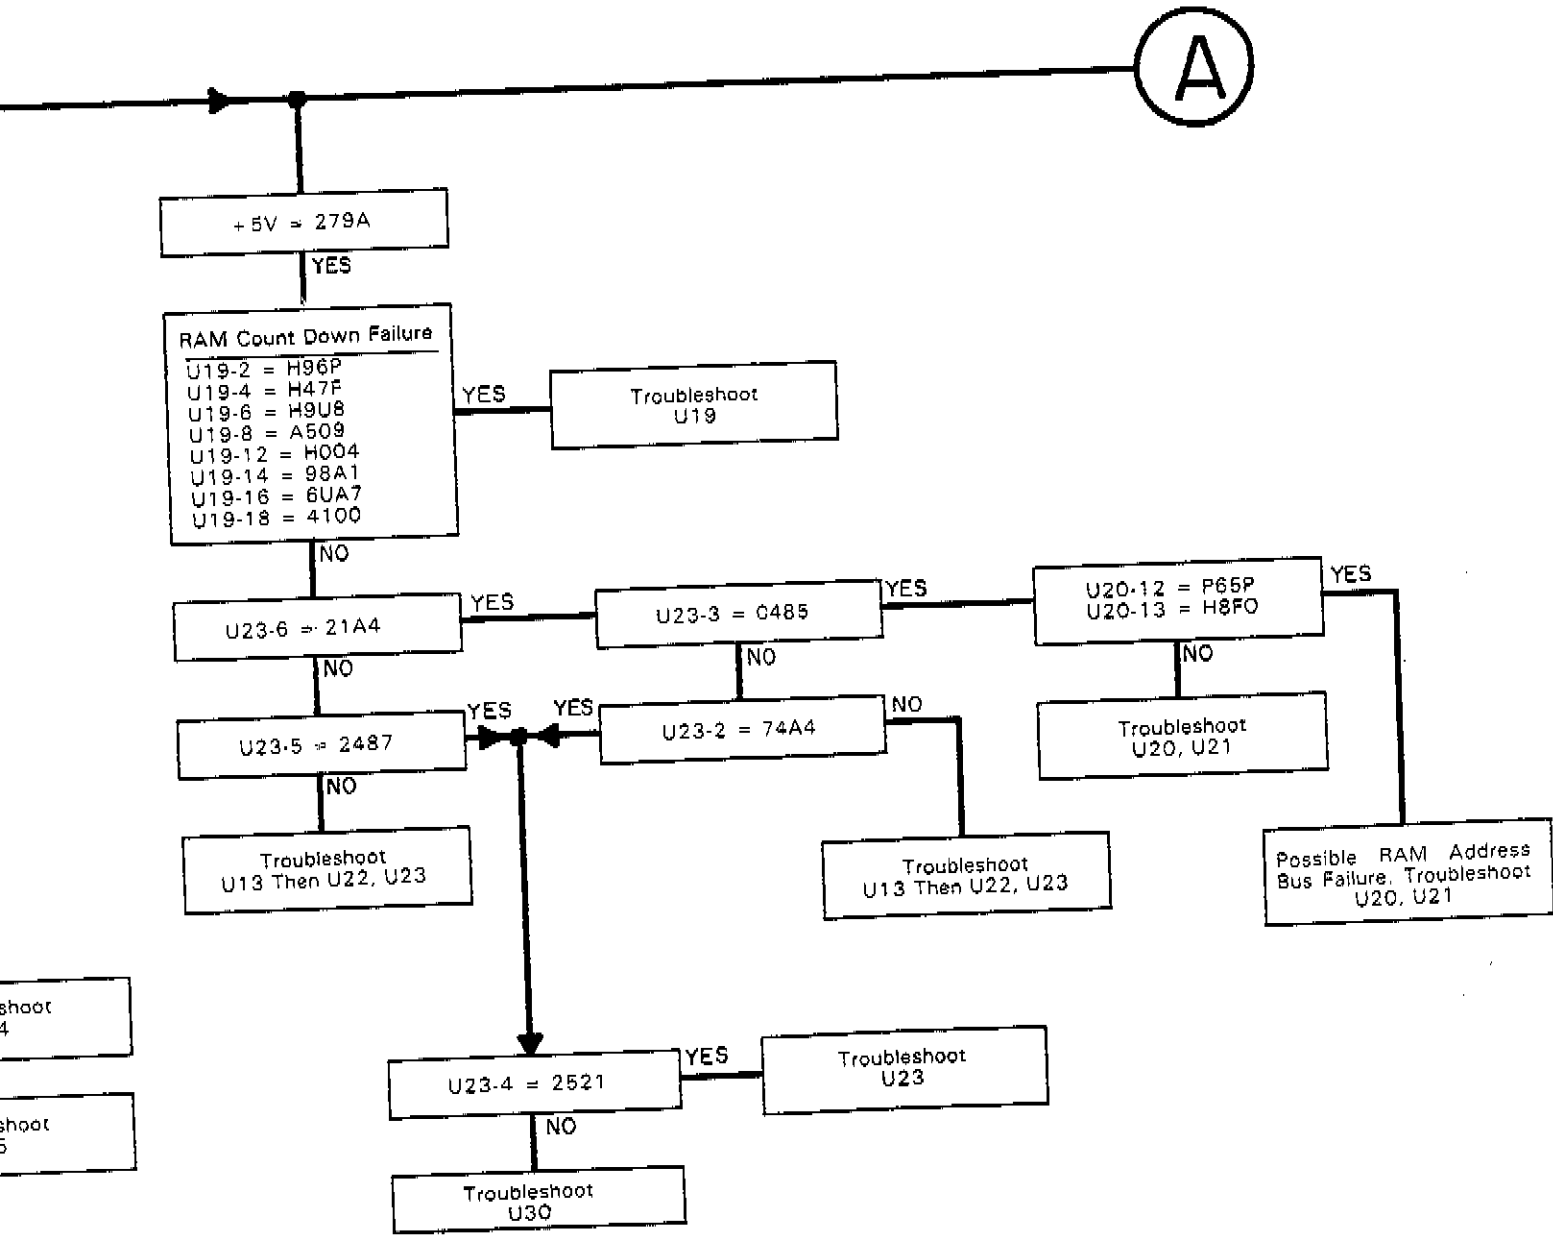 A
+5V = 279A
YES
RAM Count Down Failure
U19-2 = H96P
U19-4 = H47F
U19-6 = H9U8
U19-8 = A509
U19-12 = H004
U19-14 = 98A1
U19-16 = 6UA7
U19-18 = 4100
YES
Troubleshoot
U19
NO
U23-6 = 21A4
YES
U23-3 = 0485
YES
U20-12 = P65P
U20-13 = H8F0
YES
NO
NO
NO
U23-5 = 2487
YES
YES
U23-2 = 74A4
NO
Troubleshoot
U20, U21
NO
Troubleshoot
U13 Then U22, U23
Troubleshoot
U13 Then U22, U23
Possible RAM Address
Bus Failure. Troubleshoot
U20, U21
shoot
4
U23-4 = 2521
YES
Troubleshoot
U23
shoot
5
NO
Troubleshoot
U30